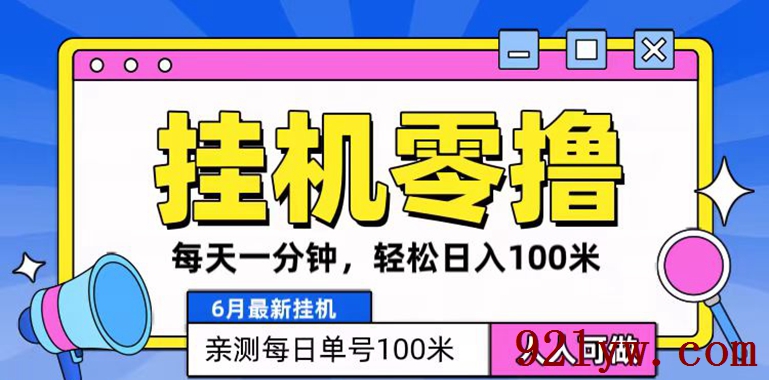 挂机零撸
每天一分钟，轻松日入100米
6月最新挂机
亲测每日单号100米
人人可做
921yw.com